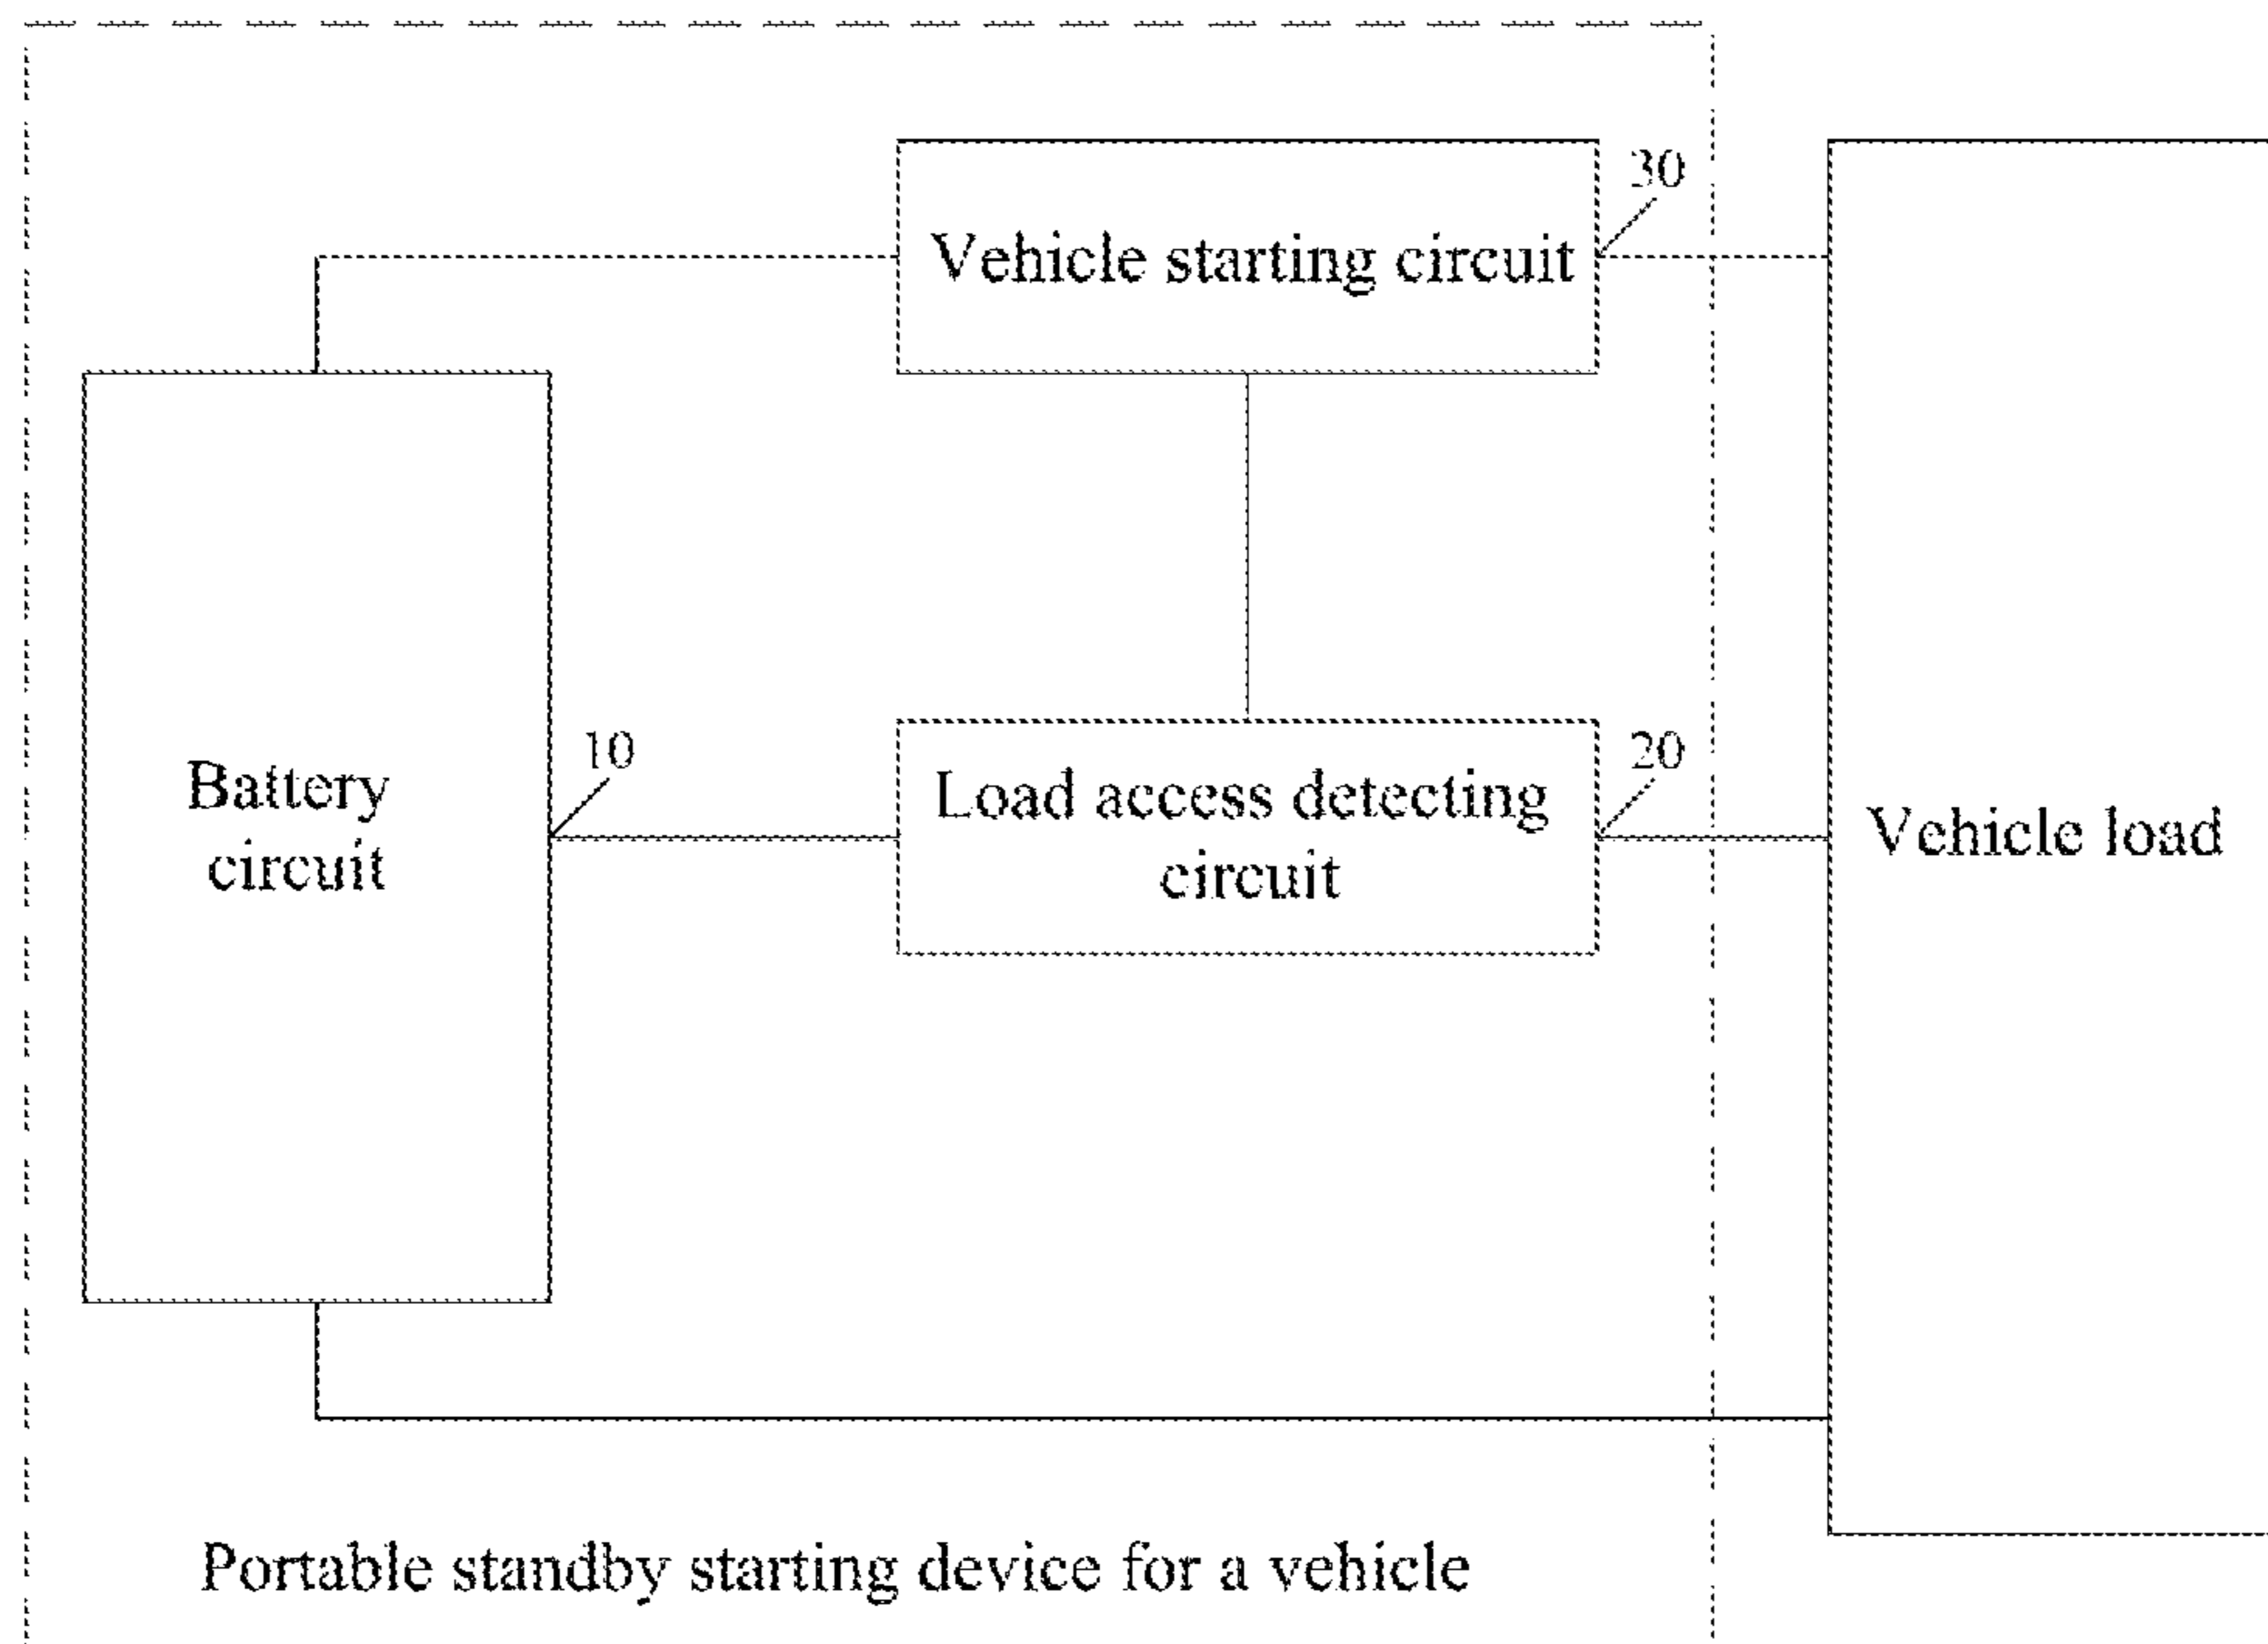 30
Vehicle starting circuit
10
20
Battery
circuit
Load access detecting
circuit
Vehicle load
Portable standby starting device for a vehicle